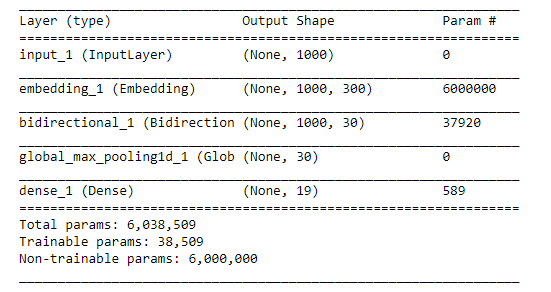 Layer (type) Output Shape Param #
=================================================================
input_1 (InputLayer) (None, 1000) 0
embedding_1 (Embedding) (None, 1000, 300) 6000000
bidirectional_1 (Bidirection (None, 1000, 30) 37920
global_max_pooling1d_1 (Glob (None, 30) 0
dense_1 (Dense) (None, 19) 589
=================================================================
Total params: 6,038,509
Trainable params: 38,509
Non-trainable params: 6,000,000